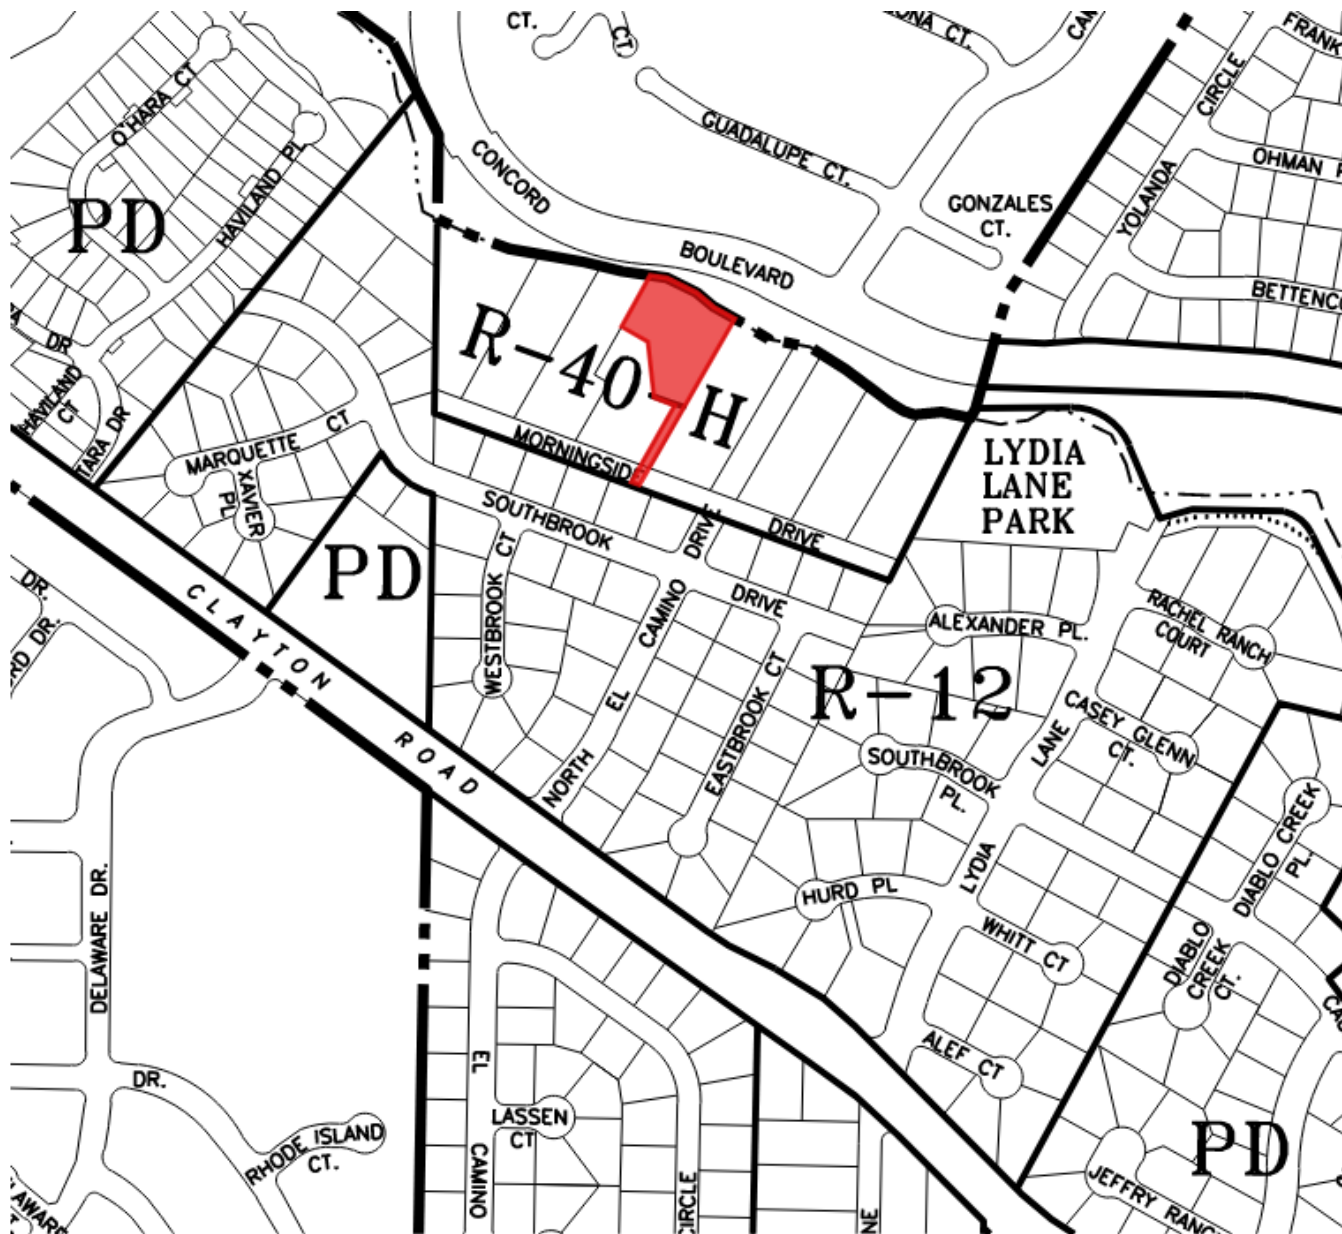 CT.
CT
ONA CT.
CAM
FRANK
O'HARA CT
HAVILAND PL
CONCORD
BOULEVARD
GUADALUPE CT.
GONZALES
CT.
YOLANDA
CIRCLE
OHMAN
BETTENC
PD
DR
HAVILAND
CT
TARA DR
R-40-H
MARQUETTE CT
XAVIER
PL
MORNINGSIDE
DRIVE
SOUTHBROOK
DRIVE
LYDIA
LANE
PARK
PD
CLAYTON
ROAD
DR.
RD DR.
WESTBROOK CT
NORTH
EL
CAMINO
DRIVE
EASTBROOK CT
ALEXANDER PL.
RACHEL RANCH
COURT
R-12
CASEY GLENN
CT.
SOUTHBROOK
PL.
LYDIA
LANE
HURD PL
WHITT CT
DIABLO CREEK
PL.
DIABLO
CREEK
CT.
ALEF CT
DELAWARE DR.
DR.
RHODE ISLAND
CT.
LAWAR
EL
CAMINO
LASSEN
CT
CIRCLE
NE
PD
JEFFRY RANC